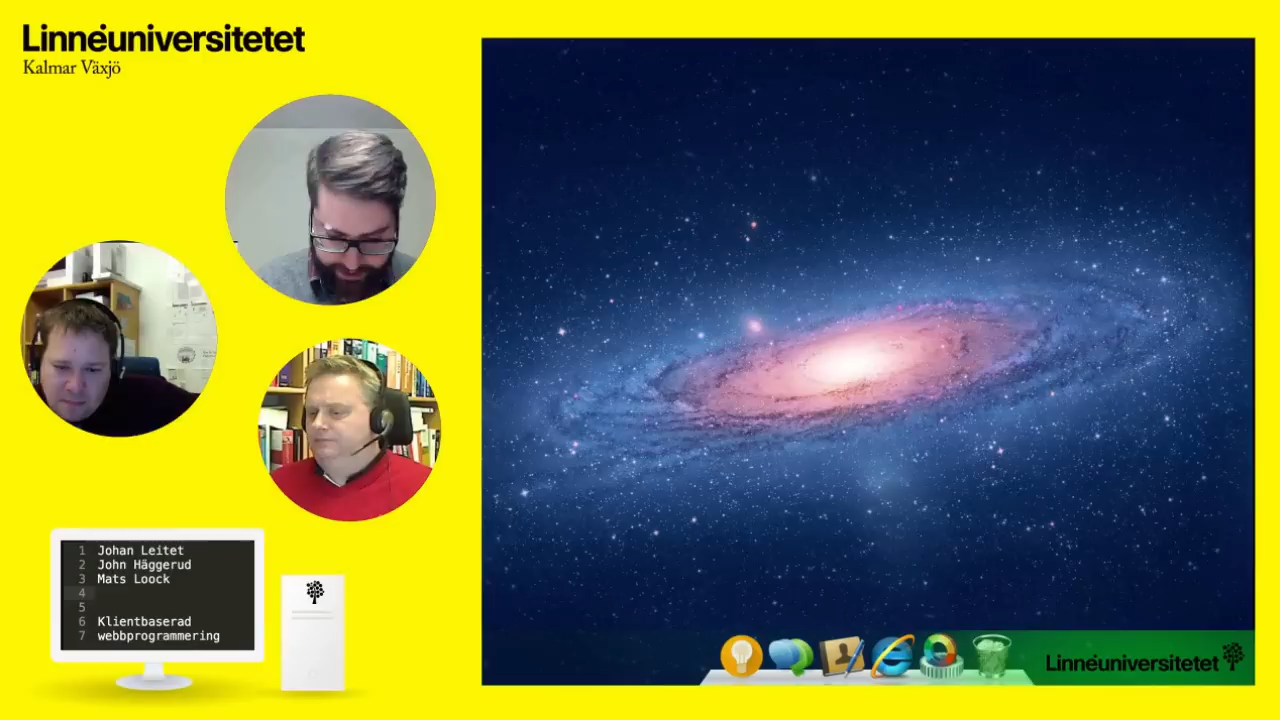 Linnéuniversitetet
Kalmar Växjö
1 Johan Leitet
2 John Häggerud
3 Mats Loock
4
5
6 Klientbaserad
7 webbprogrammering
Linnéuniversitetet